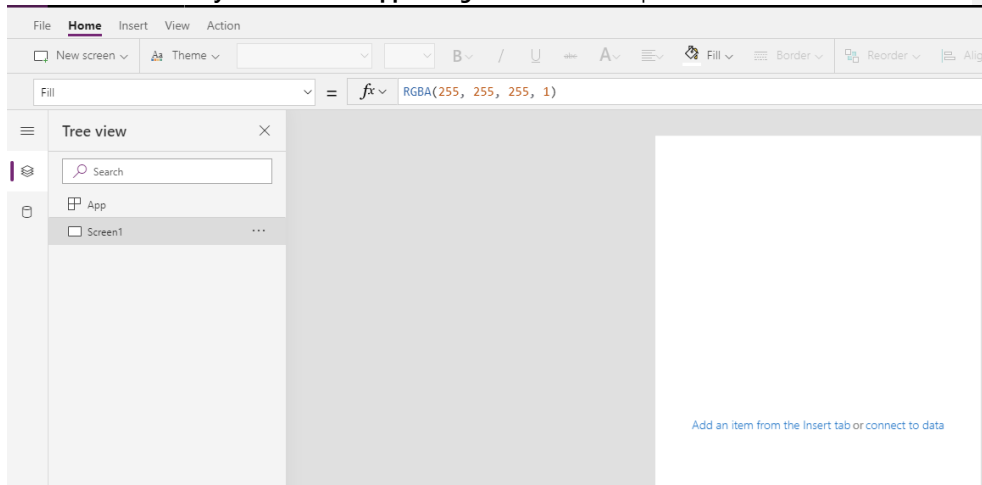 File Home Insert View Action
New screen Theme B / U abc A Fill Border Reorder Alig
Fill = fx RGBA(255, 255, 255, 1)
Tree view
Search
App
Screen1 ...
Add an item from the Insert tab or connect to data